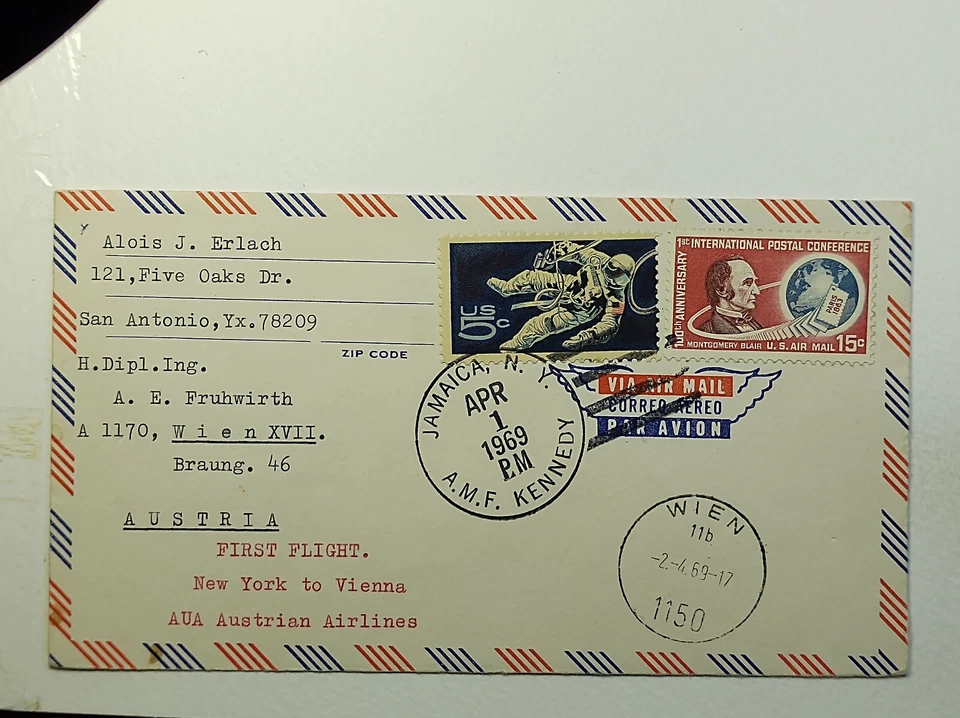 Alois J. Erlach
121,Five Oaks Dr.
San Antonio,Yx.78209
ZIP CODE
H.Dipl.Ing.
A. E. Fruhwirth
A 1170, W i e n XVII.
Braung. 46
A U S T R I A
FIRST FLIGHT.
New York to Vienna
AUA Austrian Airlines
US
5c
1st INTERNATIONAL POSTAL CONFERENCE
100th ANNIVERSARY
PARIS
1863
MONTGOMERY BLAIR U.S. AIR MAIL 15c
VIA AIR MAIL
CORREO AEREO
PAR AVION
JAMAICA, N. Y.
APR
1
1969
PM
A.M.F. KENNEDY
WIEN
11b
-2.-4.69-17
1150